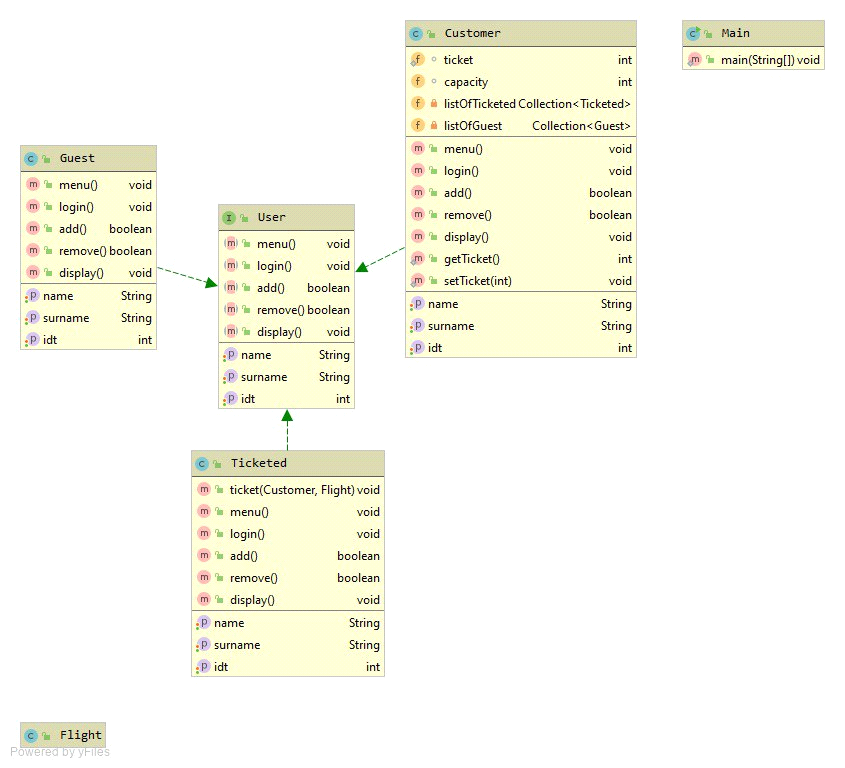 Customer
ticket int
capacity int
listOfTicketed Collection<Ticketed>
listOfGuest Collection<Guest>
menu() void
login() void
add() boolean
remove() boolean
display() void
getTicket() int
setTicket(int) void
name String
surname String
idt int
Main
main(String[]) void
Guest
menu() void
login() void
add() boolean
remove() boolean
display() void
name String
surname String
idt int
User
menu() void
login() void
add() boolean
remove() boolean
display() void
name String
surname String
idt int
Ticketed
ticket(Customer, Flight) void
menu() void
login() void
add() boolean
remove() boolean
display() void
name String
surname String
idt int
Flight
Powered by yFiles